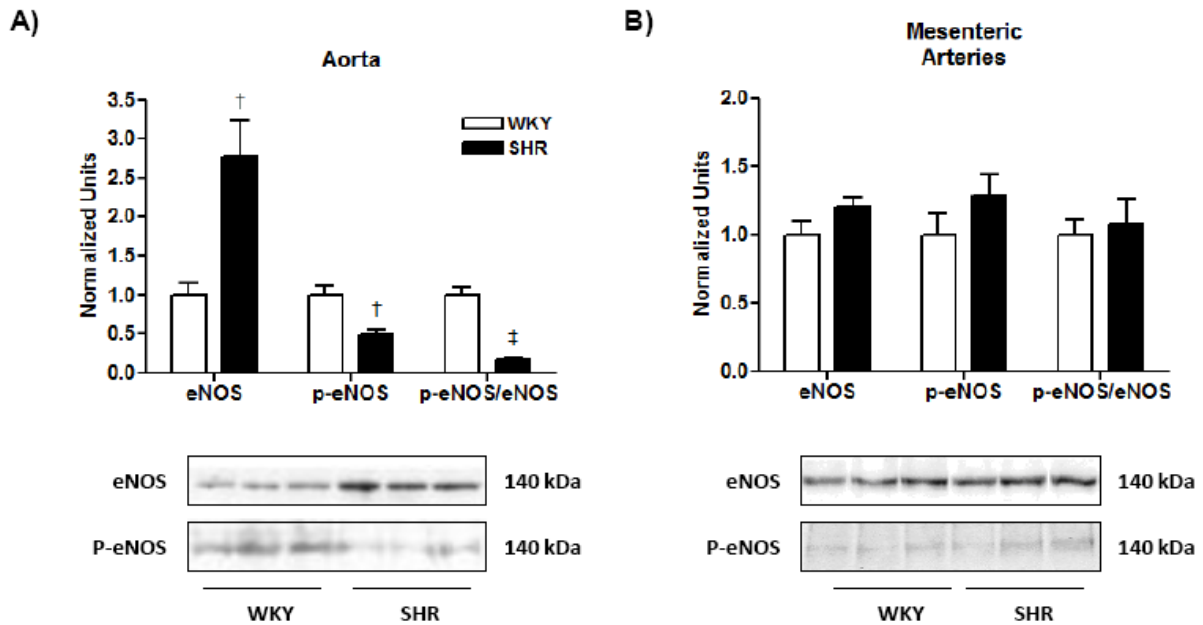 A)
Aorta
Normalized Units
3.5
3.0
2.5
2.0
1.5
1.0
0.5
0.0
†
†
‡
WKY
SHR
eNOS p-eNOS p-eNOS/eNOS
eNOS 140 kDa
P-eNOS 140 kDa
WKY SHR
B)
Mesenteric
Arteries
Normalized Units
2.0
1.5
1.0
0.5
0.0
eNOS p-eNOS p-eNOS/eNOS
eNOS 140 kDa
P-eNOS 140 kDa
WKY SHR